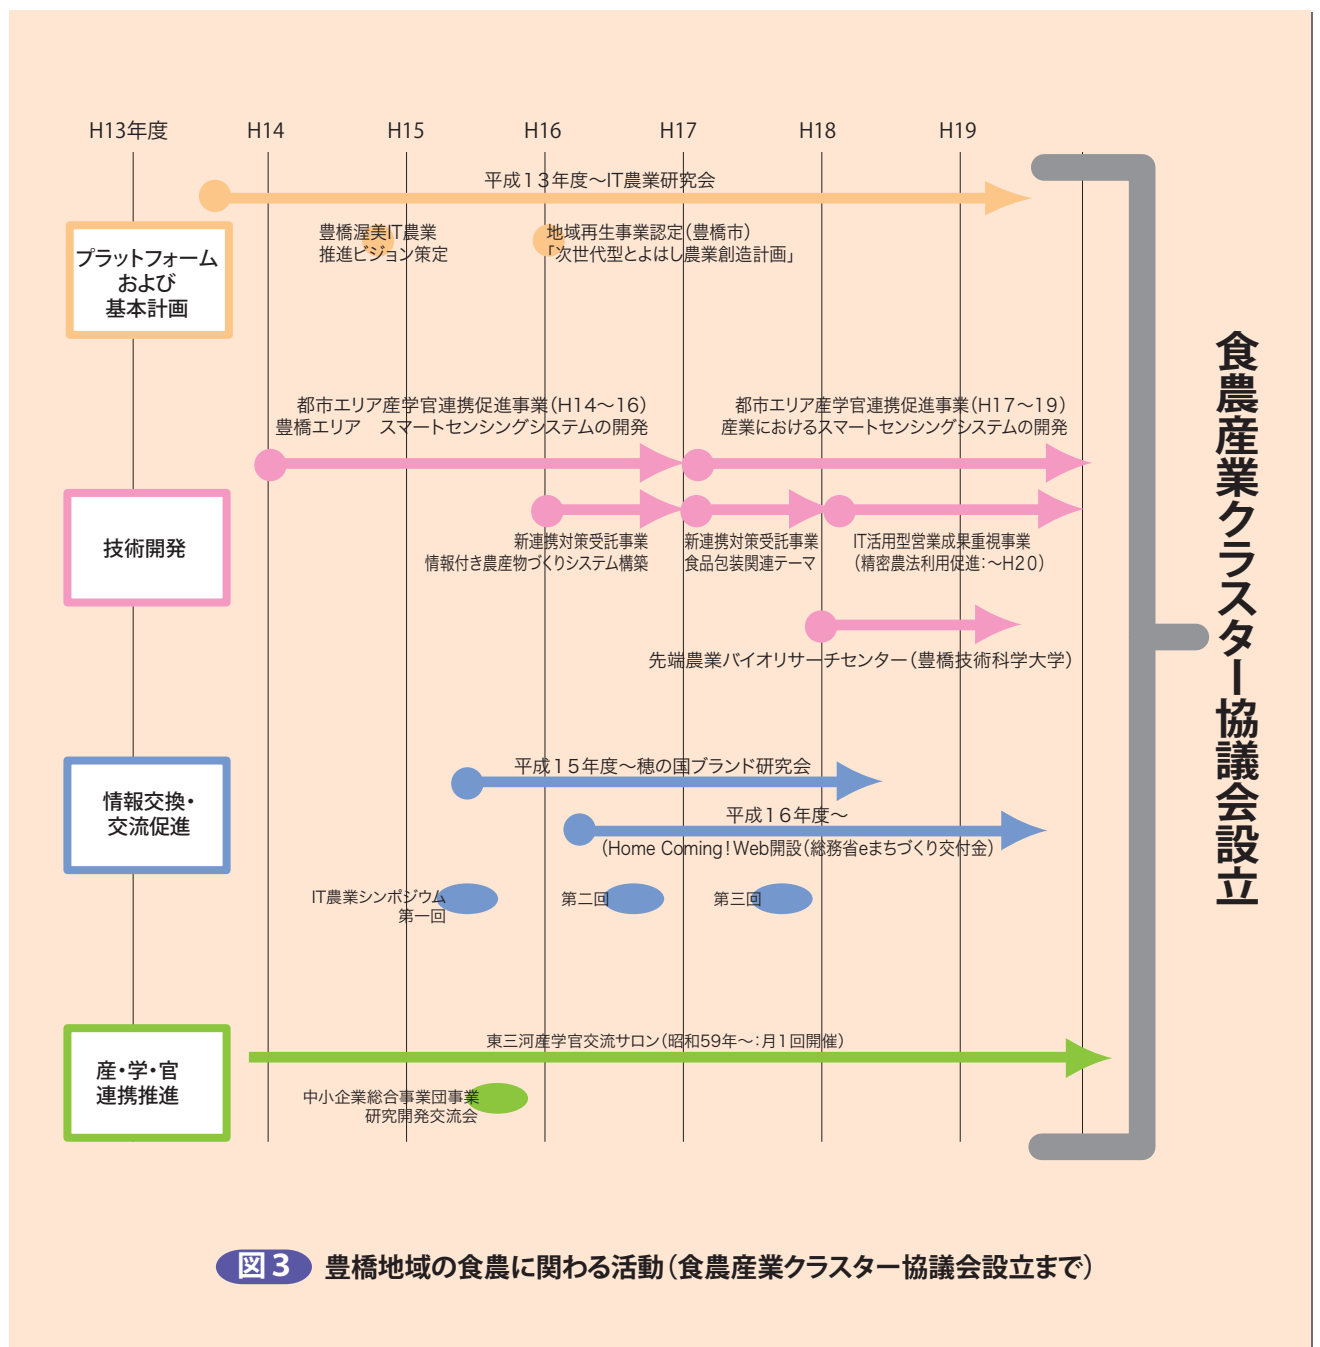 H13年度 H14 H15 H16 H17 H18 H19
平成13年度～IT農業研究会
豊橋渥美IT農業
推進ビジョン策定
地域再生事業認定（豊橋市）
「次世代型とよはし農業創造計画」
プラットフォーム
および
基本計画
都市エリア産学官連携促進事業（H14～16）
豊橋エリア　スマートセンシングシステムの開発
都市エリア産学官連携促進事業（H17～19）
産業におけるスマートセンシングシステムの開発
技術開発
新連携対策受託事業
情報付き農産物づくりシステム構築
新連携対策受託事業
食品包装関連テーマ
IT活用型営業成果重視事業
（精密農法利用促進：～H20）
先端農業バイオリサーチセンター（豊橋技術科学大学）
情報交換・
交流促進
平成15年度～穂の国ブランド研究会
平成16年度～
（Home Coming！Web開設（総務省eまちづくり交付金）
IT農業シンポジウム
第一回
第二回
第三回
産・学・官
連携推進
東三河産学官交流サロン（昭和59年～：月1回開催）
中小企業総合事業団事業
研究開発交流会
食農産業クラスター協議会設立
図3 豊橋地域の食農に関わる活動（食農産業クラスター協議会設立まで）